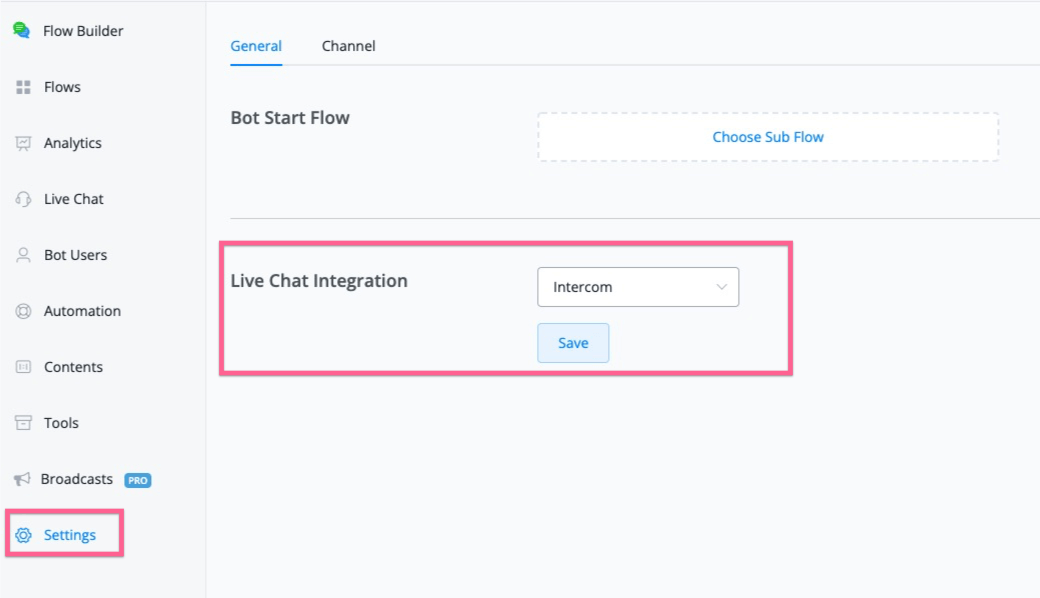 Flow Builder
Flows
Analytics
Live Chat
Bot Users
Automation
Contents
Tools
Broadcasts PRO
Settings
General Channel
Bot Start Flow
Choose Sub Flow
Live Chat Integration
Intercom
Save